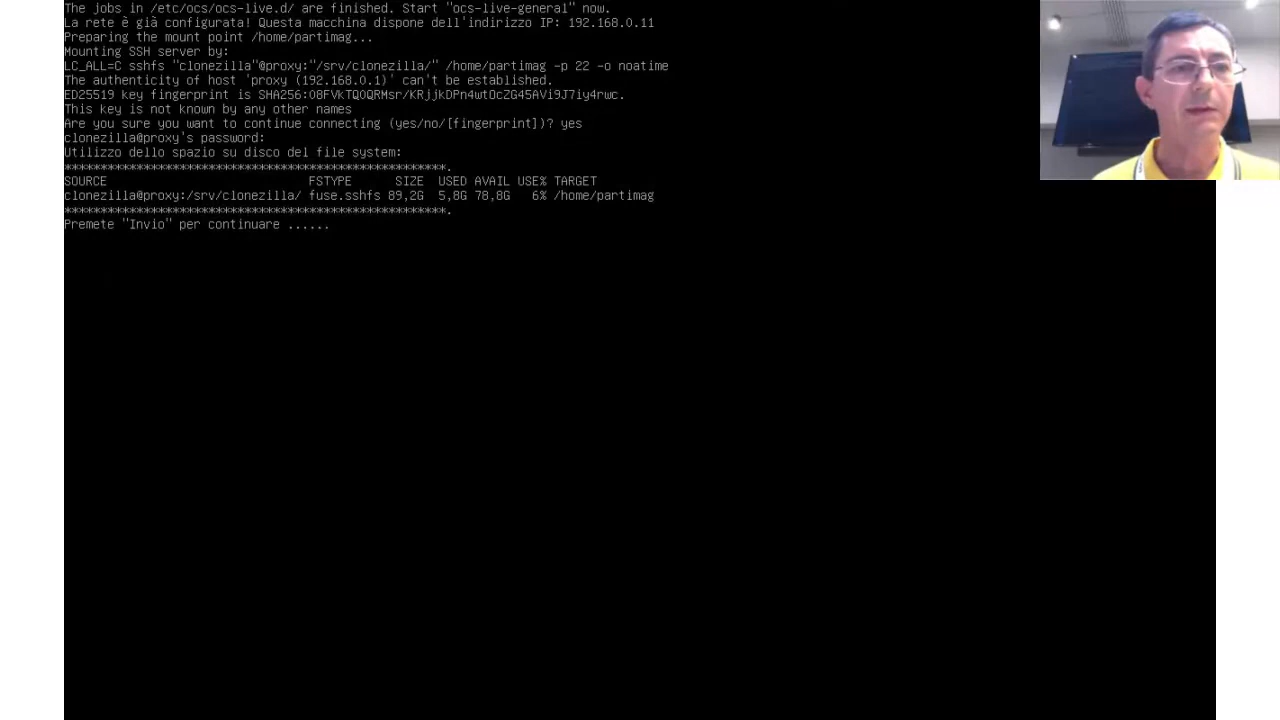 The jobs in /etc/ocs/ocs-live.d/ are finished. Start "ocs-live-general" now.
La rete è già configurata! Questa macchina dispone dell'indirizzo IP: 192.168.0.11
Preparing the mount point /home/partimag...
Mounting SSH server by:
LC_ALL=C sshfs "clonezilla"@proxy:"/srv/clonezilla/" /home/partimag -p 22 -o noatime
The authenticity of host 'proxy (192.168.0.1)' can't be established.
ED25519 key fingerprint is SHA256:08FVkTQOQRMsr/KRjjkDPn4wtOcZG45AVi9J7iy4rwc.
This key is not known by any other names
Are you sure you want to continue connecting (yes/no/[fingerprint])? yes
clonezilla@proxy's password:
Utilizzo dello spazio su disco del file system:
*****************************************************.
SOURCE FSTYPE SIZE USED AVAIL USE% TARGET
clonezilla@proxy:/srv/clonezilla/ fuse.sshfs 89,2G 5,8G 78,8G 6% /home/partimag
*****************************************************.
Premete "Invio" per continuare ......